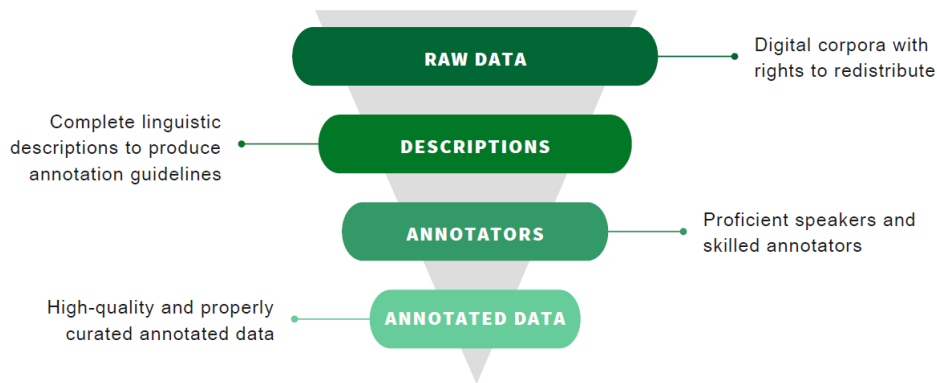 RAW DATA
Digital corpora with
rights to redistribute
Complete linguistic
descriptions to produce
annotation guidelines
DESCRIPTIONS
ANNOTATORS
Proficient speakers and
skilled annotators
High-quality and properly
curated annotated data
ANNOTATED DATA